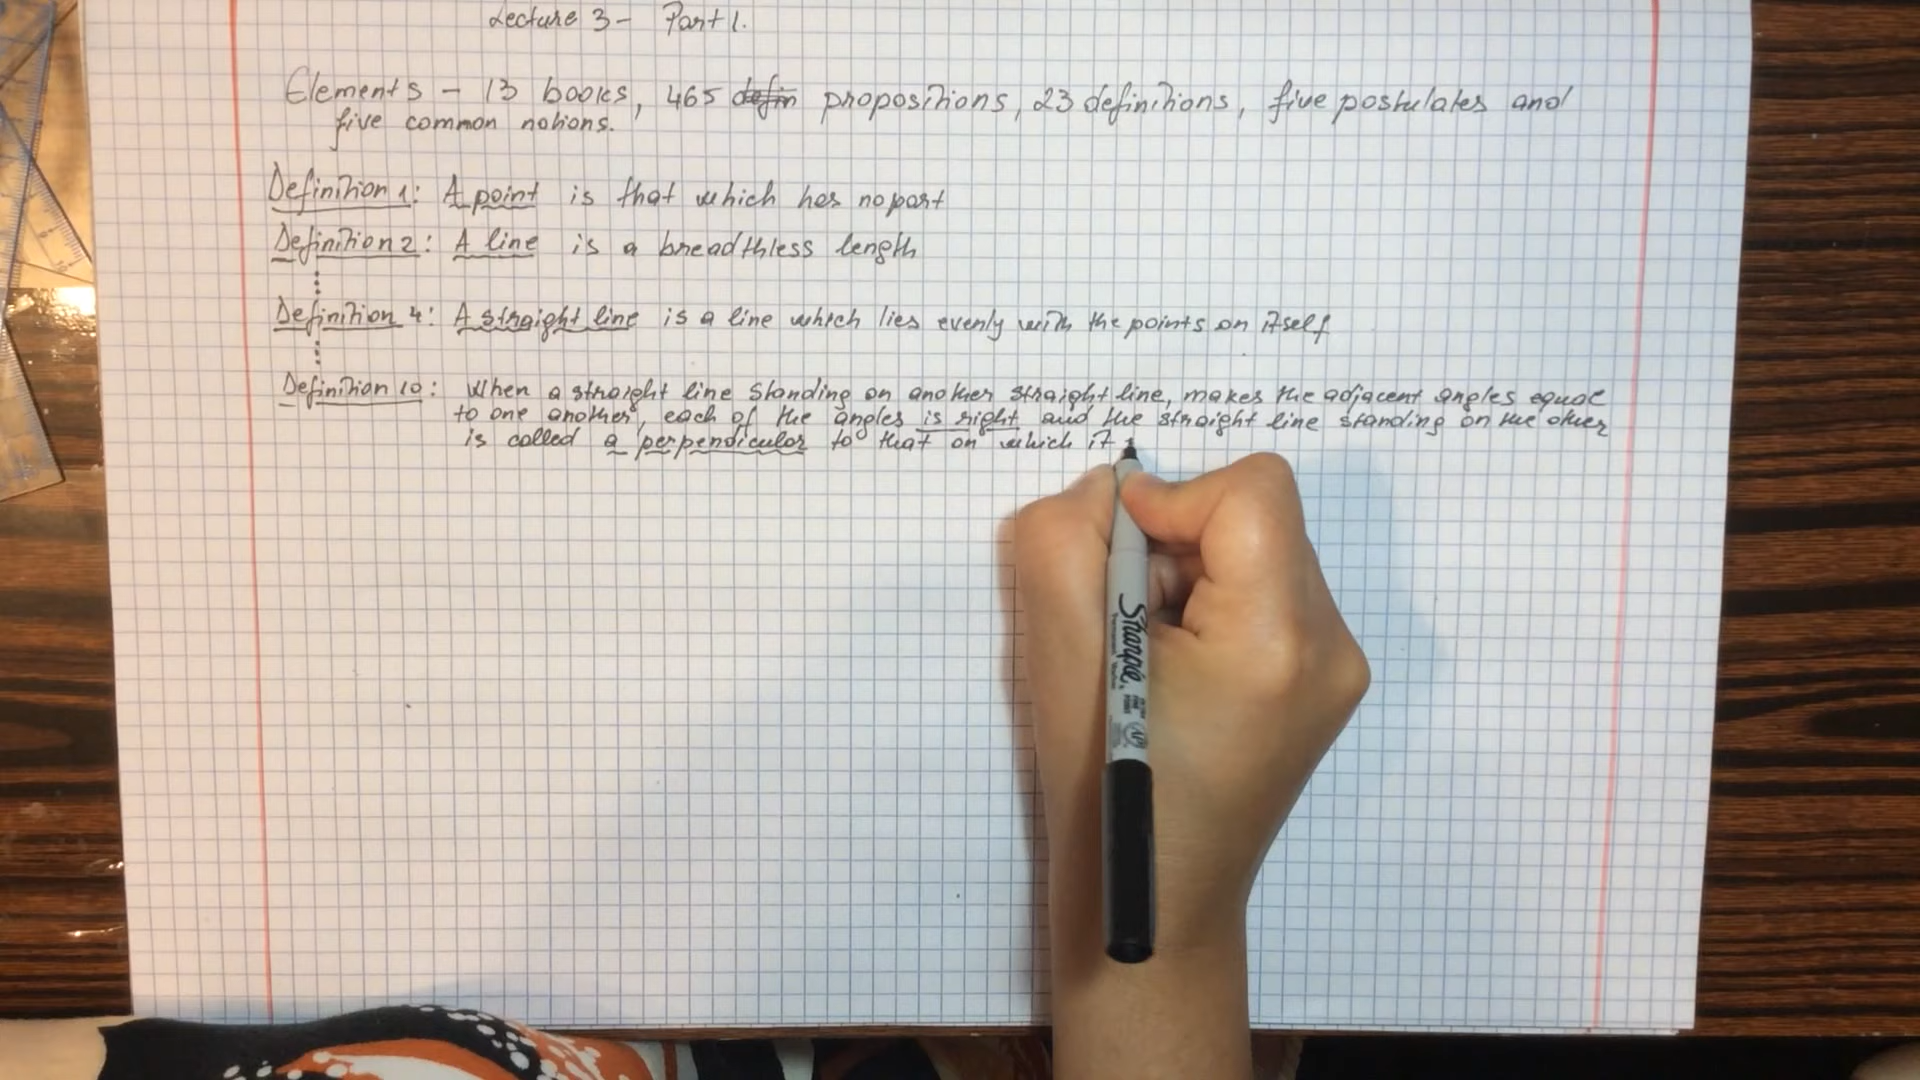 Lecture 3 - Part 1.
Elements - 13 books, 465 defin propositions, 23 definitions, five postulates and
five common notions.
Definition 1: A point is that which has no part
Definition 2: A line is a breadthless length
Definition 4: A straight line is a line which lies evenly with the points on itself
Definition 10: When a straight line standing on another straight line, makes the adjacent angles equal
to one another, each of the angles is right and the straight line standing on the other
is called a perpendicular to that on which it
Sharpie